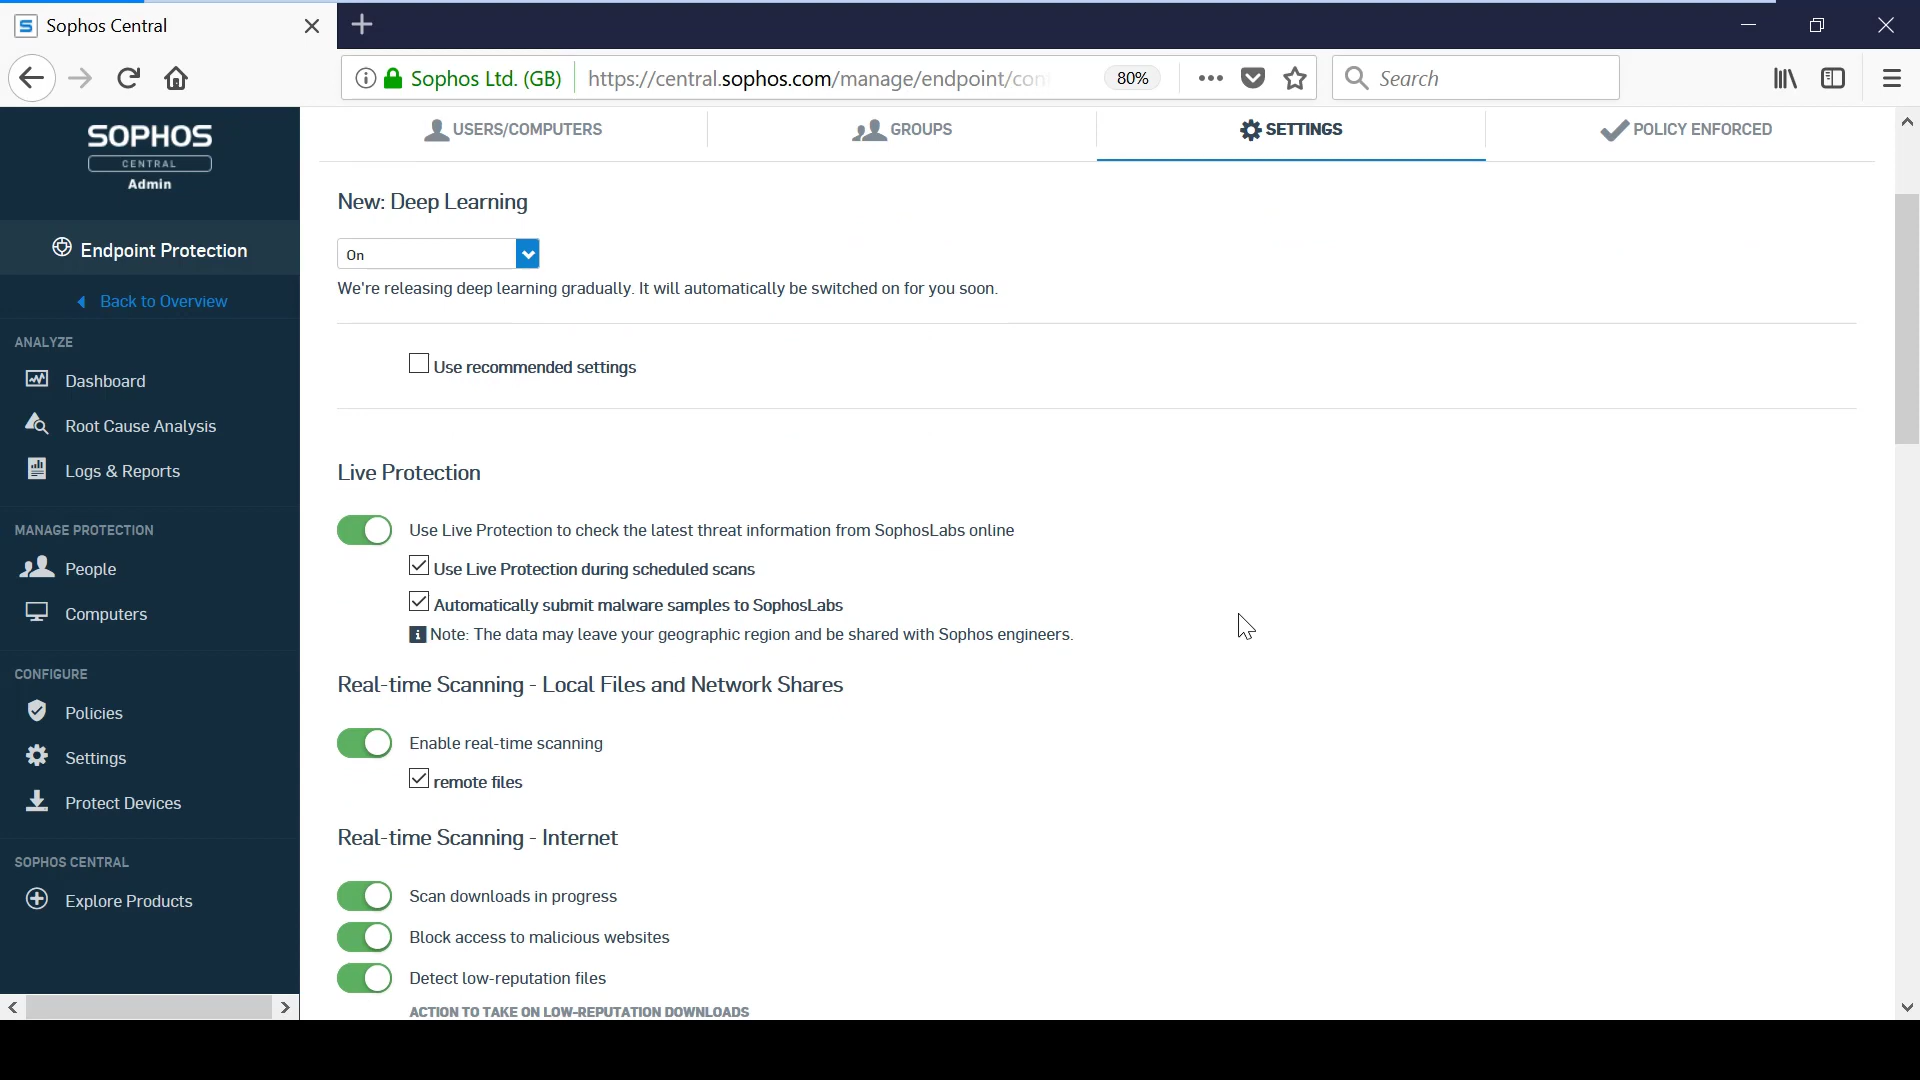 Sophos Central
Sophos Ltd. (GB)
https://central.sophos.com/manage/endpoint/con
80%
Search
SOPHOS
CENTRAL
Admin
Endpoint Protection
Back to Overview
ANALYZE
Dashboard
Root Cause Analysis
Logs & Reports
MANAGE PROTECTION
People
Computers
CONFIGURE
Policies
Settings
Protect Devices
SOPHOS CENTRAL
Explore Products
USERS/COMPUTERS
GROUPS
SETTINGS
POLICY ENFORCED
New: Deep Learning
On
We're releasing deep learning gradually. It will automatically be switched on for you soon.
Use recommended settings
Live Protection
Use Live Protection to check the latest threat information from SophosLabs online
Use Live Protection during scheduled scans
Automatically submit malware samples to SophosLabs
Note: The data may leave your geographic region and be shared with Sophos engineers.
Real-time Scanning - Local Files and Network Shares
Enable real-time scanning
remote files
Real-time Scanning - Internet
Scan downloads in progress
Block access to malicious websites
Detect low-reputation files
ACTION TO TAKE ON LOW-REPUTATION DOWNLOADS